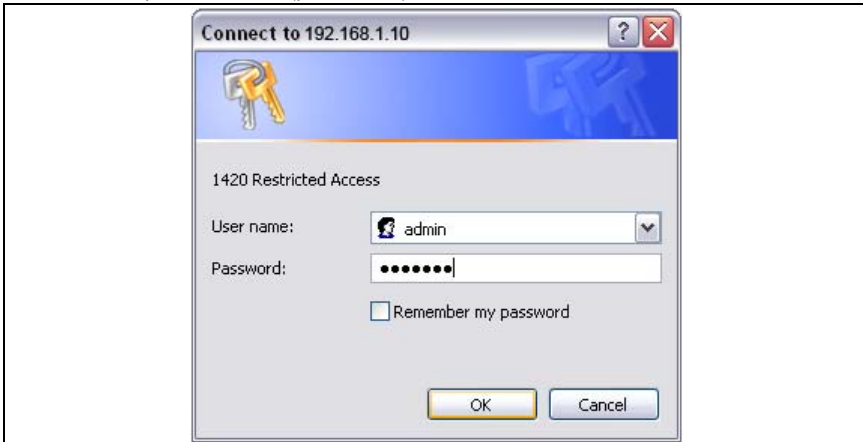 Connect to 192.168.1.10
?
1420 Restricted Access
User name: admin
Password: •••••••
Remember my password
OK Cancel